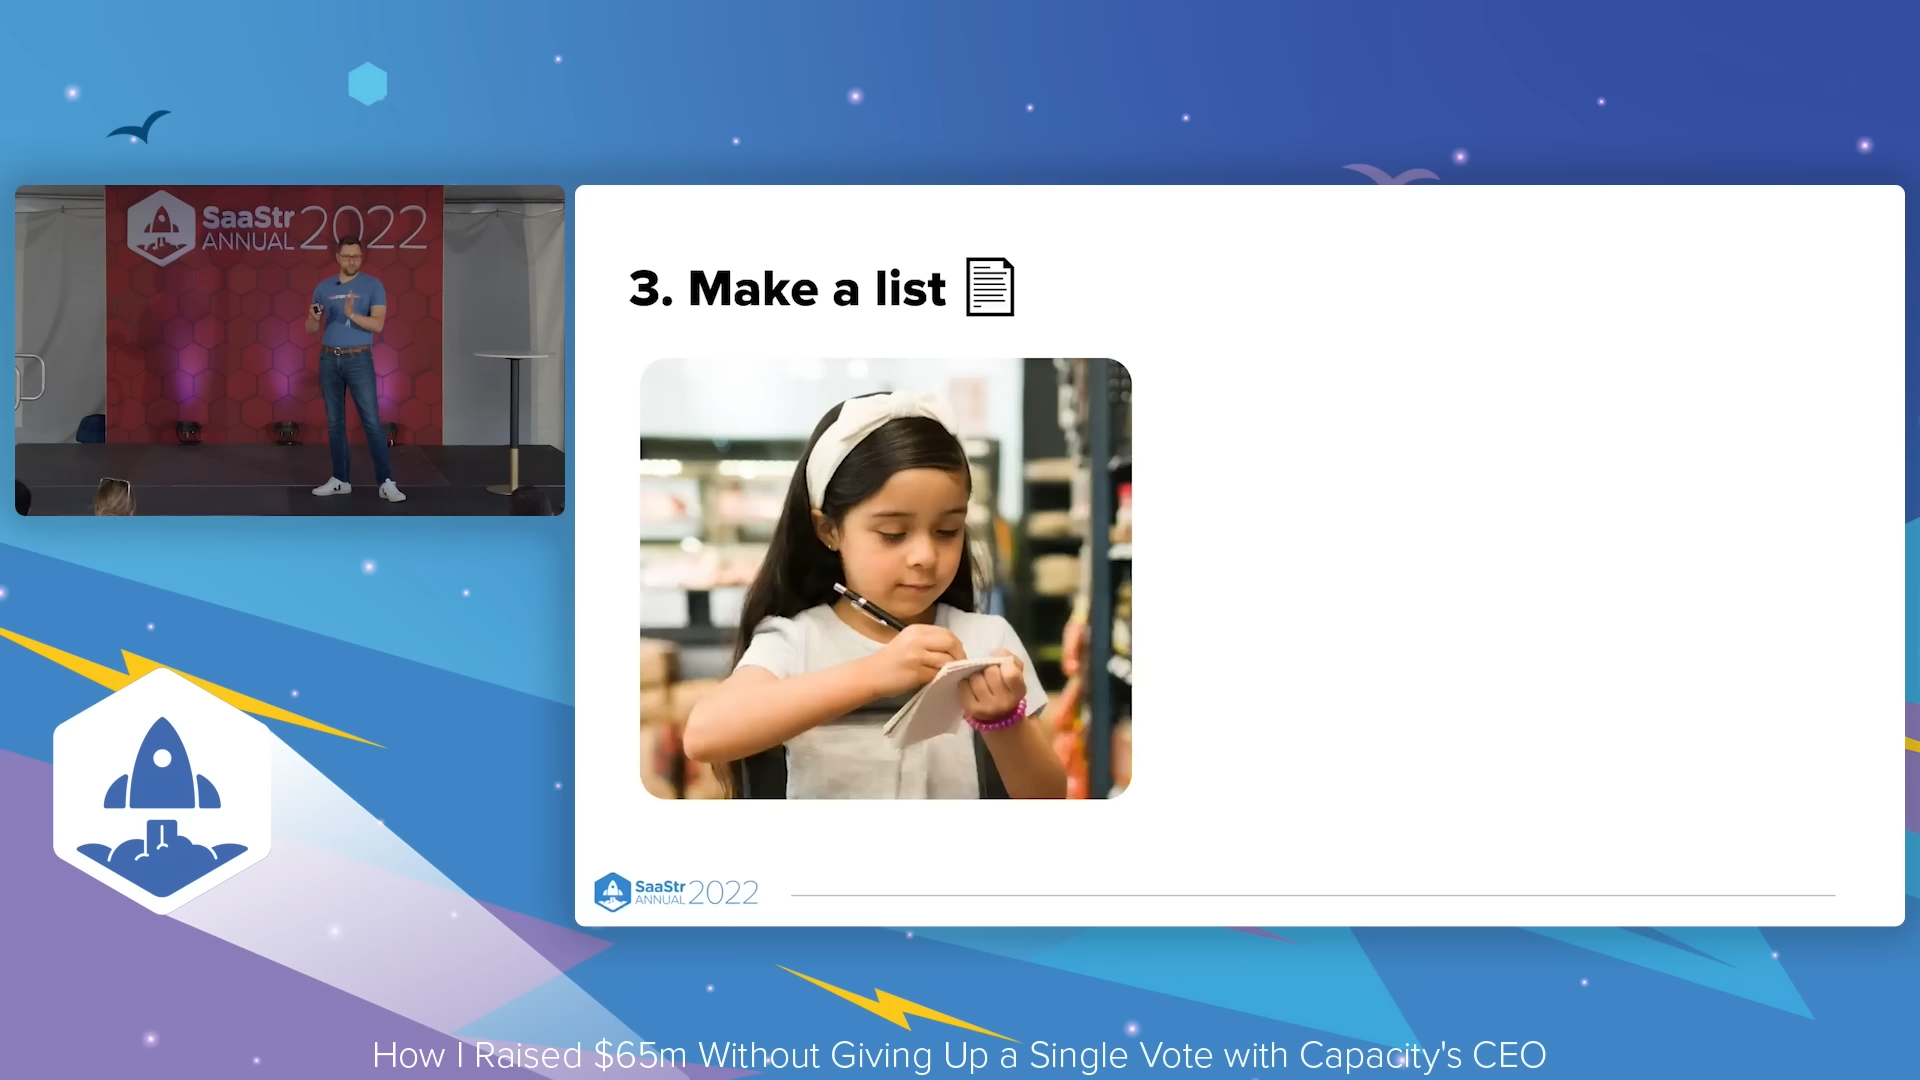 SaaStr
ANNUAL 2022
3. Make a list
SaaStr
ANNUAL 2022
How I Raised $65m Without Giving Up a Single Vote with Capacity's CEO